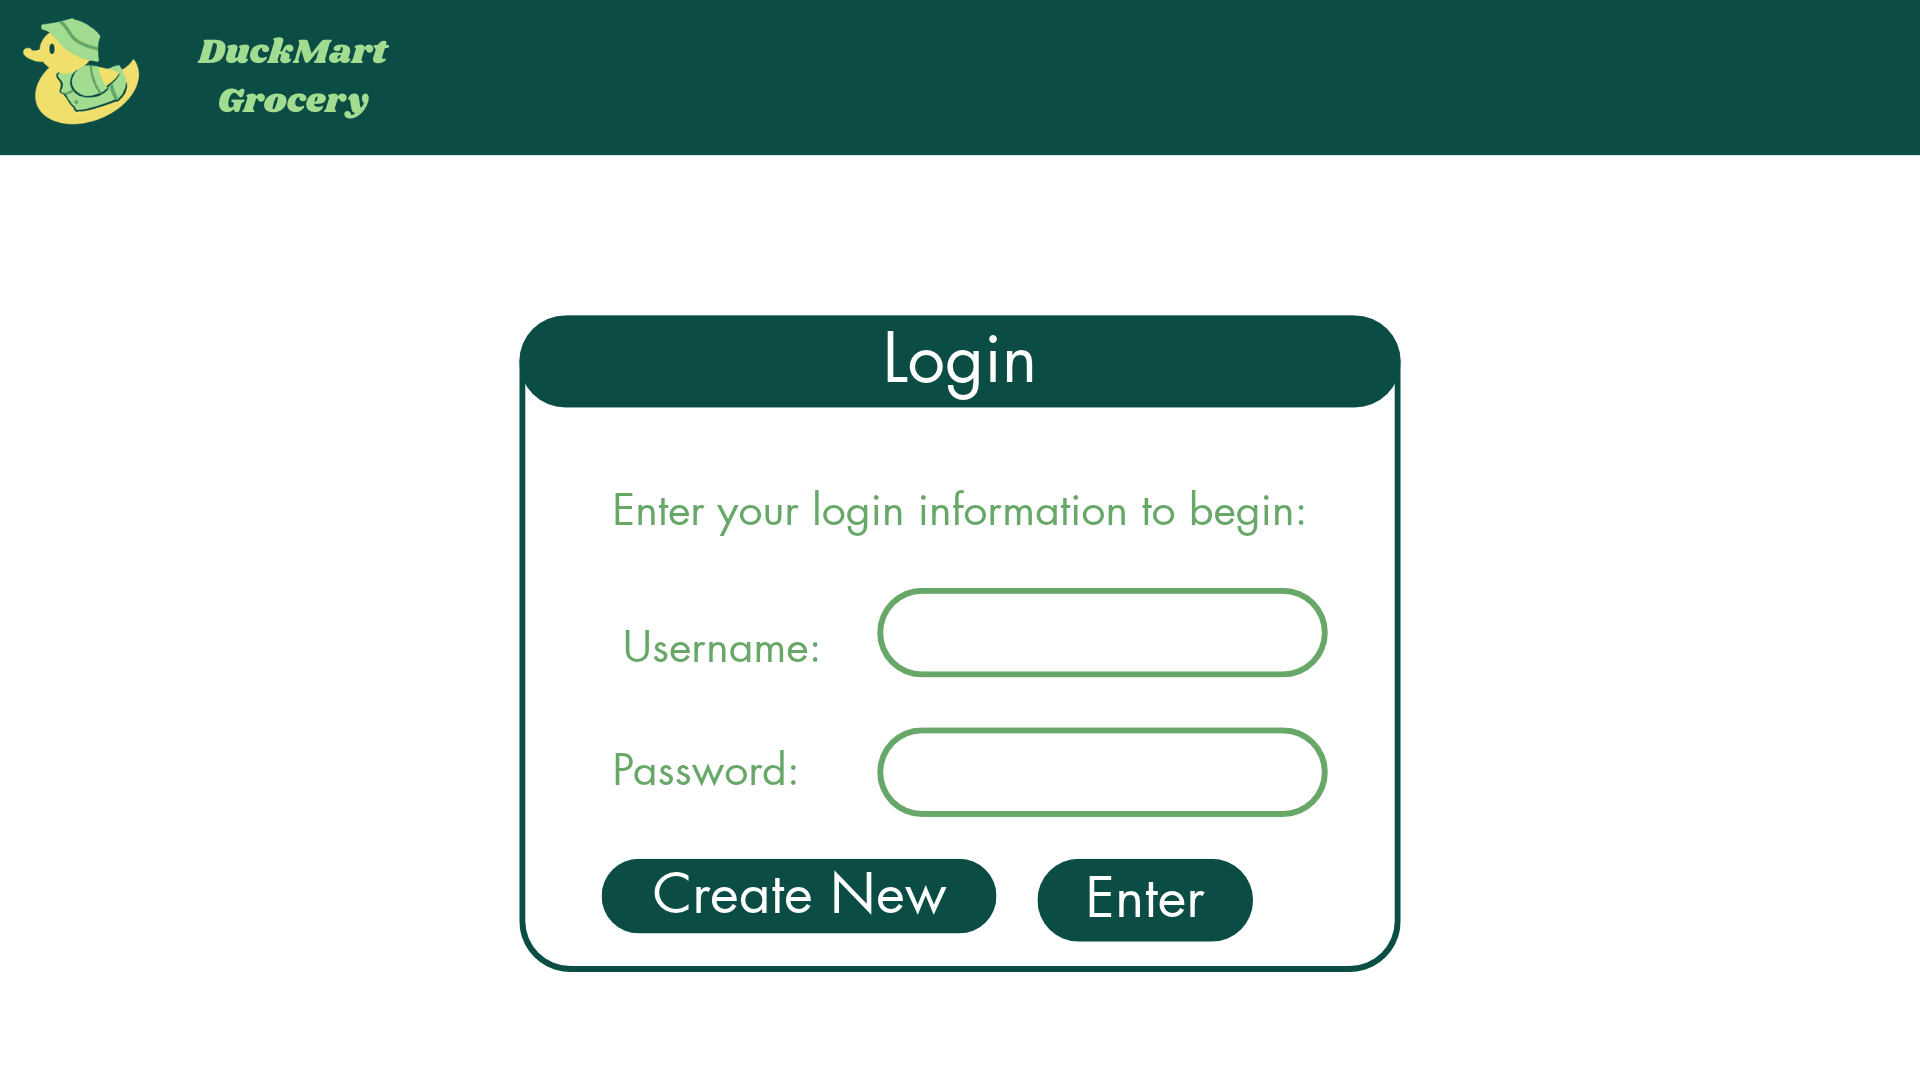 DuckMart
Grocery
Login
Enter your login information to begin:
Username:
Password:
Create New
Enter